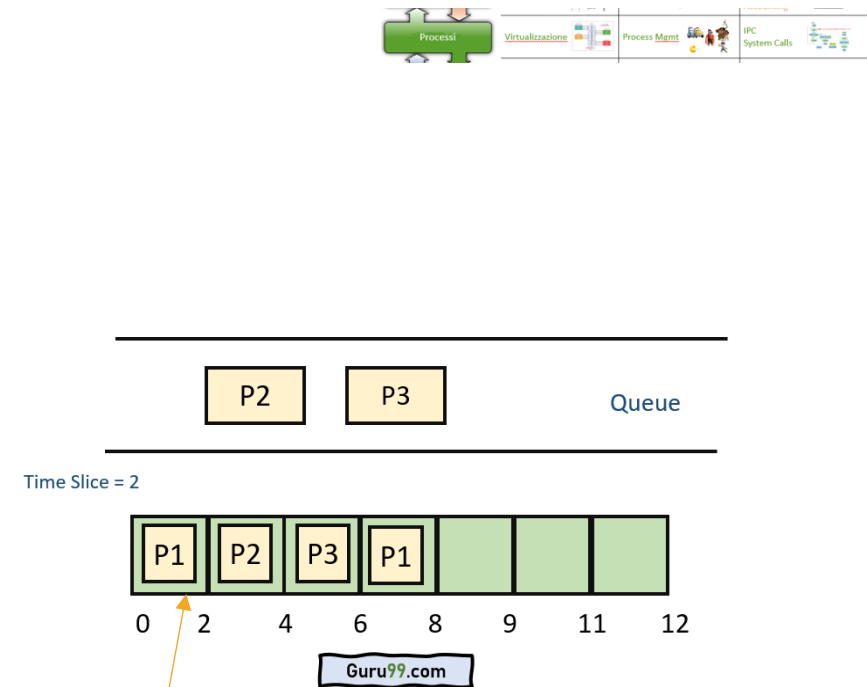 Processi
Virtualizzazione
Process Mgmt
IPC
System Calls
P2
P3
Queue
Time Slice = 2
P1
P2
P3
P1
0 2 4 6 8 9 11 12
Guru99.com